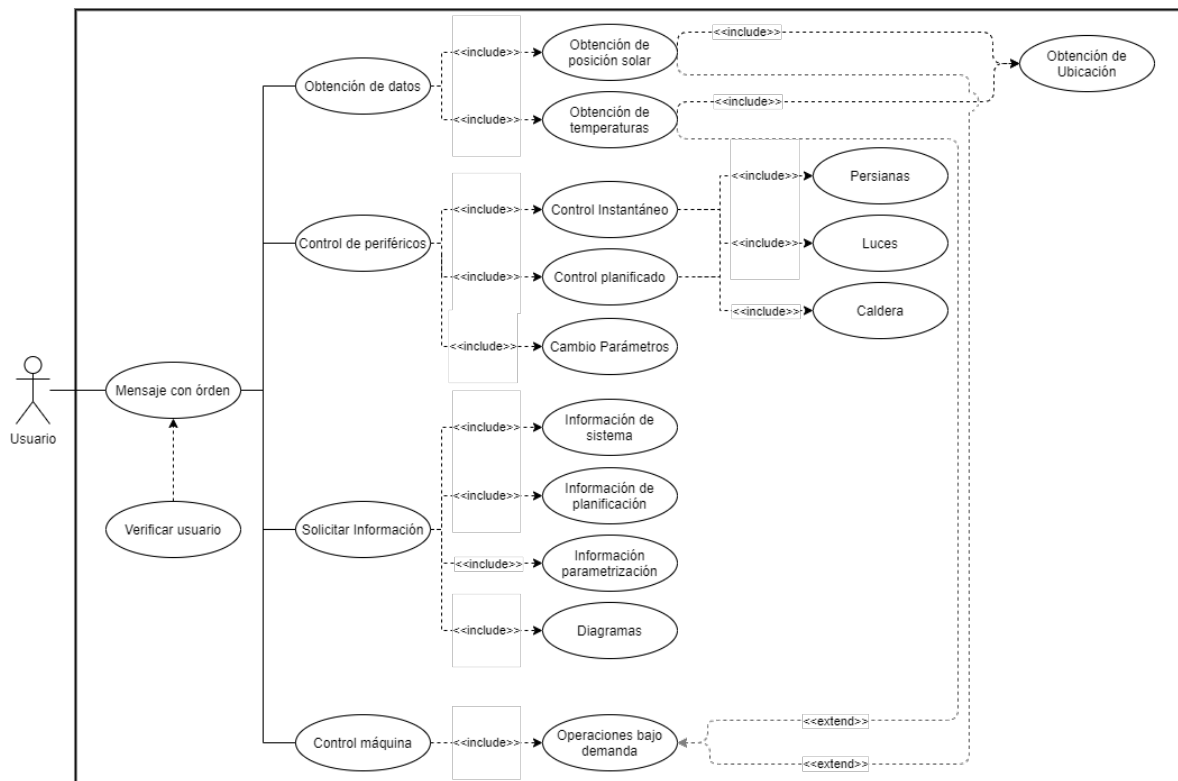 <<include>>
Obtención de
posición solar
<<include>>
Obtención de
Ubicación
Obtención de datos
<<include>>
Obtención de
temperaturas
<<include>>
<<include>>
Persianas
<<include>>
Control Instantáneo
Control de periféricos
<<include>>
Luces
<<include>>
Control planificado
<<include>>
Caldera
<<include>>
Cambio Parámetros
Mensaje con órden
Usuario
<<include>>
Información de
sistema
<<include>>
Información de
planificación
Verificar usuario
Solicitar Información
<<include>>
Información
parametrización
<<include>>
Diagramas
<<extend>>
Control máquina
<<include>>
Operaciones bajo
demanda
<<extend>>